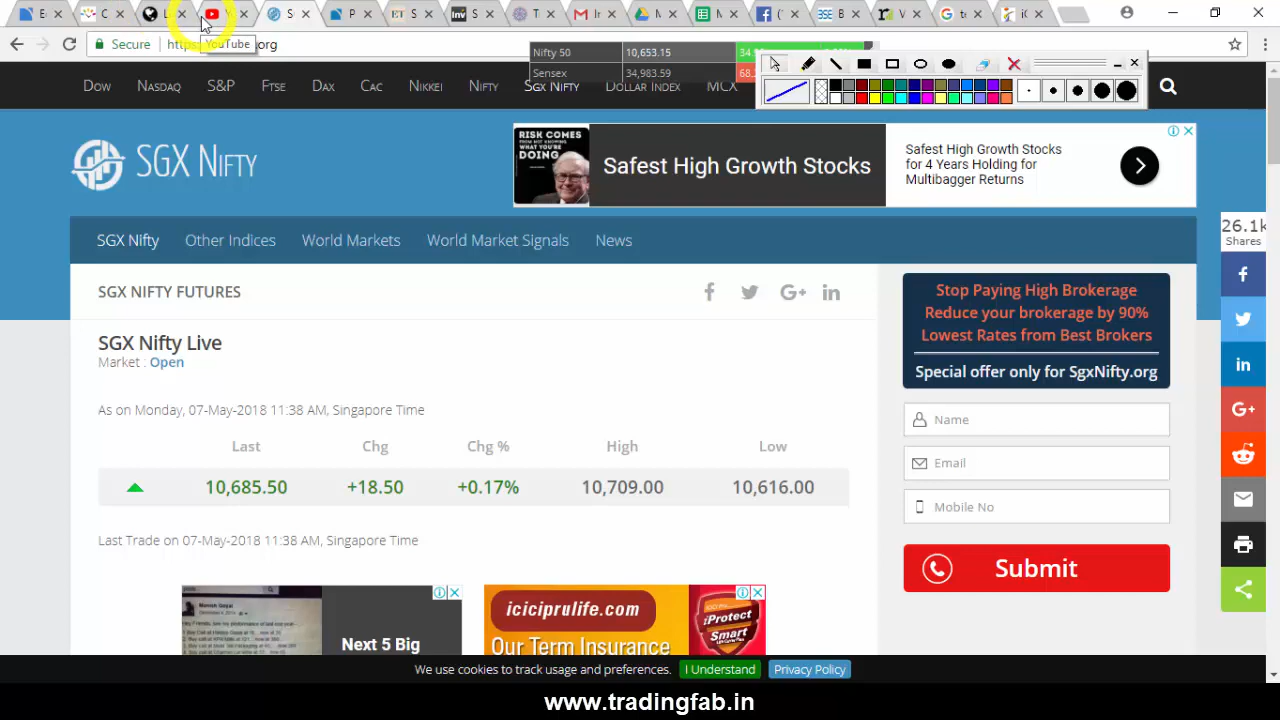 E
C
L
Y
S
P
S
S
T
In
M
M
(
B
r
te
iC
Secure
https:
org
YouTube
Nifty 50 10,653.15
Sensex 34,983.59
Dow Nasdaq S&P Ftse Dax Cac Nikkei Nifty SGX Nifty Dollar Index MCX
SGX Nifty
RISK COMES
FROM NOT KNOWING
WHAT YOU'RE
DOING.
Safest High Growth Stocks
Safest High Growth Stocks
for 4 Years Holding for
Multibagger Returns
SGX Nifty Other Indices World Markets World Market Signals News
26.1k
Shares
SGX NIFTY FUTURES
SGX Nifty Live
Market : Open
As on Monday, 07-May-2018 11:38 AM, Singapore Time
Last Chg Chg % High Low
10,685.50 +18.50 +0.17% 10,709.00 10,616.00
Last Trade on 07-May-2018 11:38 AM, Singapore Time
Stop Paying High Brokerage
Reduce your brokerage by 90%
Lowest Rates from Best Brokers
Special offer only for SgxNifty.org
Name
Email
Mobile No
Submit
Next 5 Big
iciciprulife.com
Our Term Insurance
iProtect
Smart
We use cookies to track usage and preferences. I Understand Privacy Policy
www.tradingfab.in